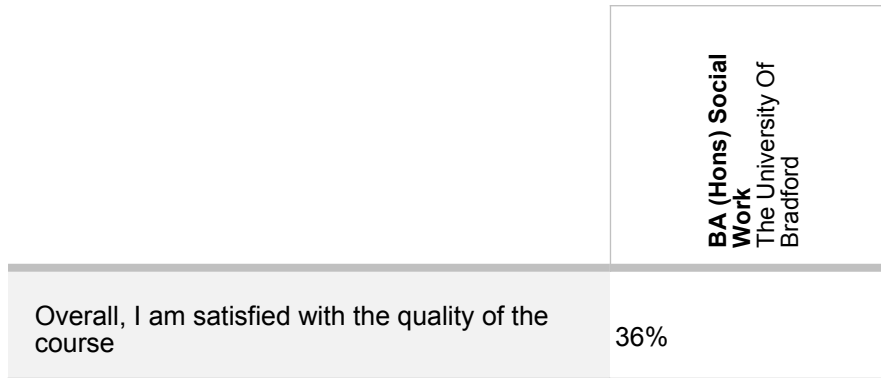 BA (Hons) Social
Work
The University Of
Bradford
Overall, I am satisfied with the quality of the
course
36%